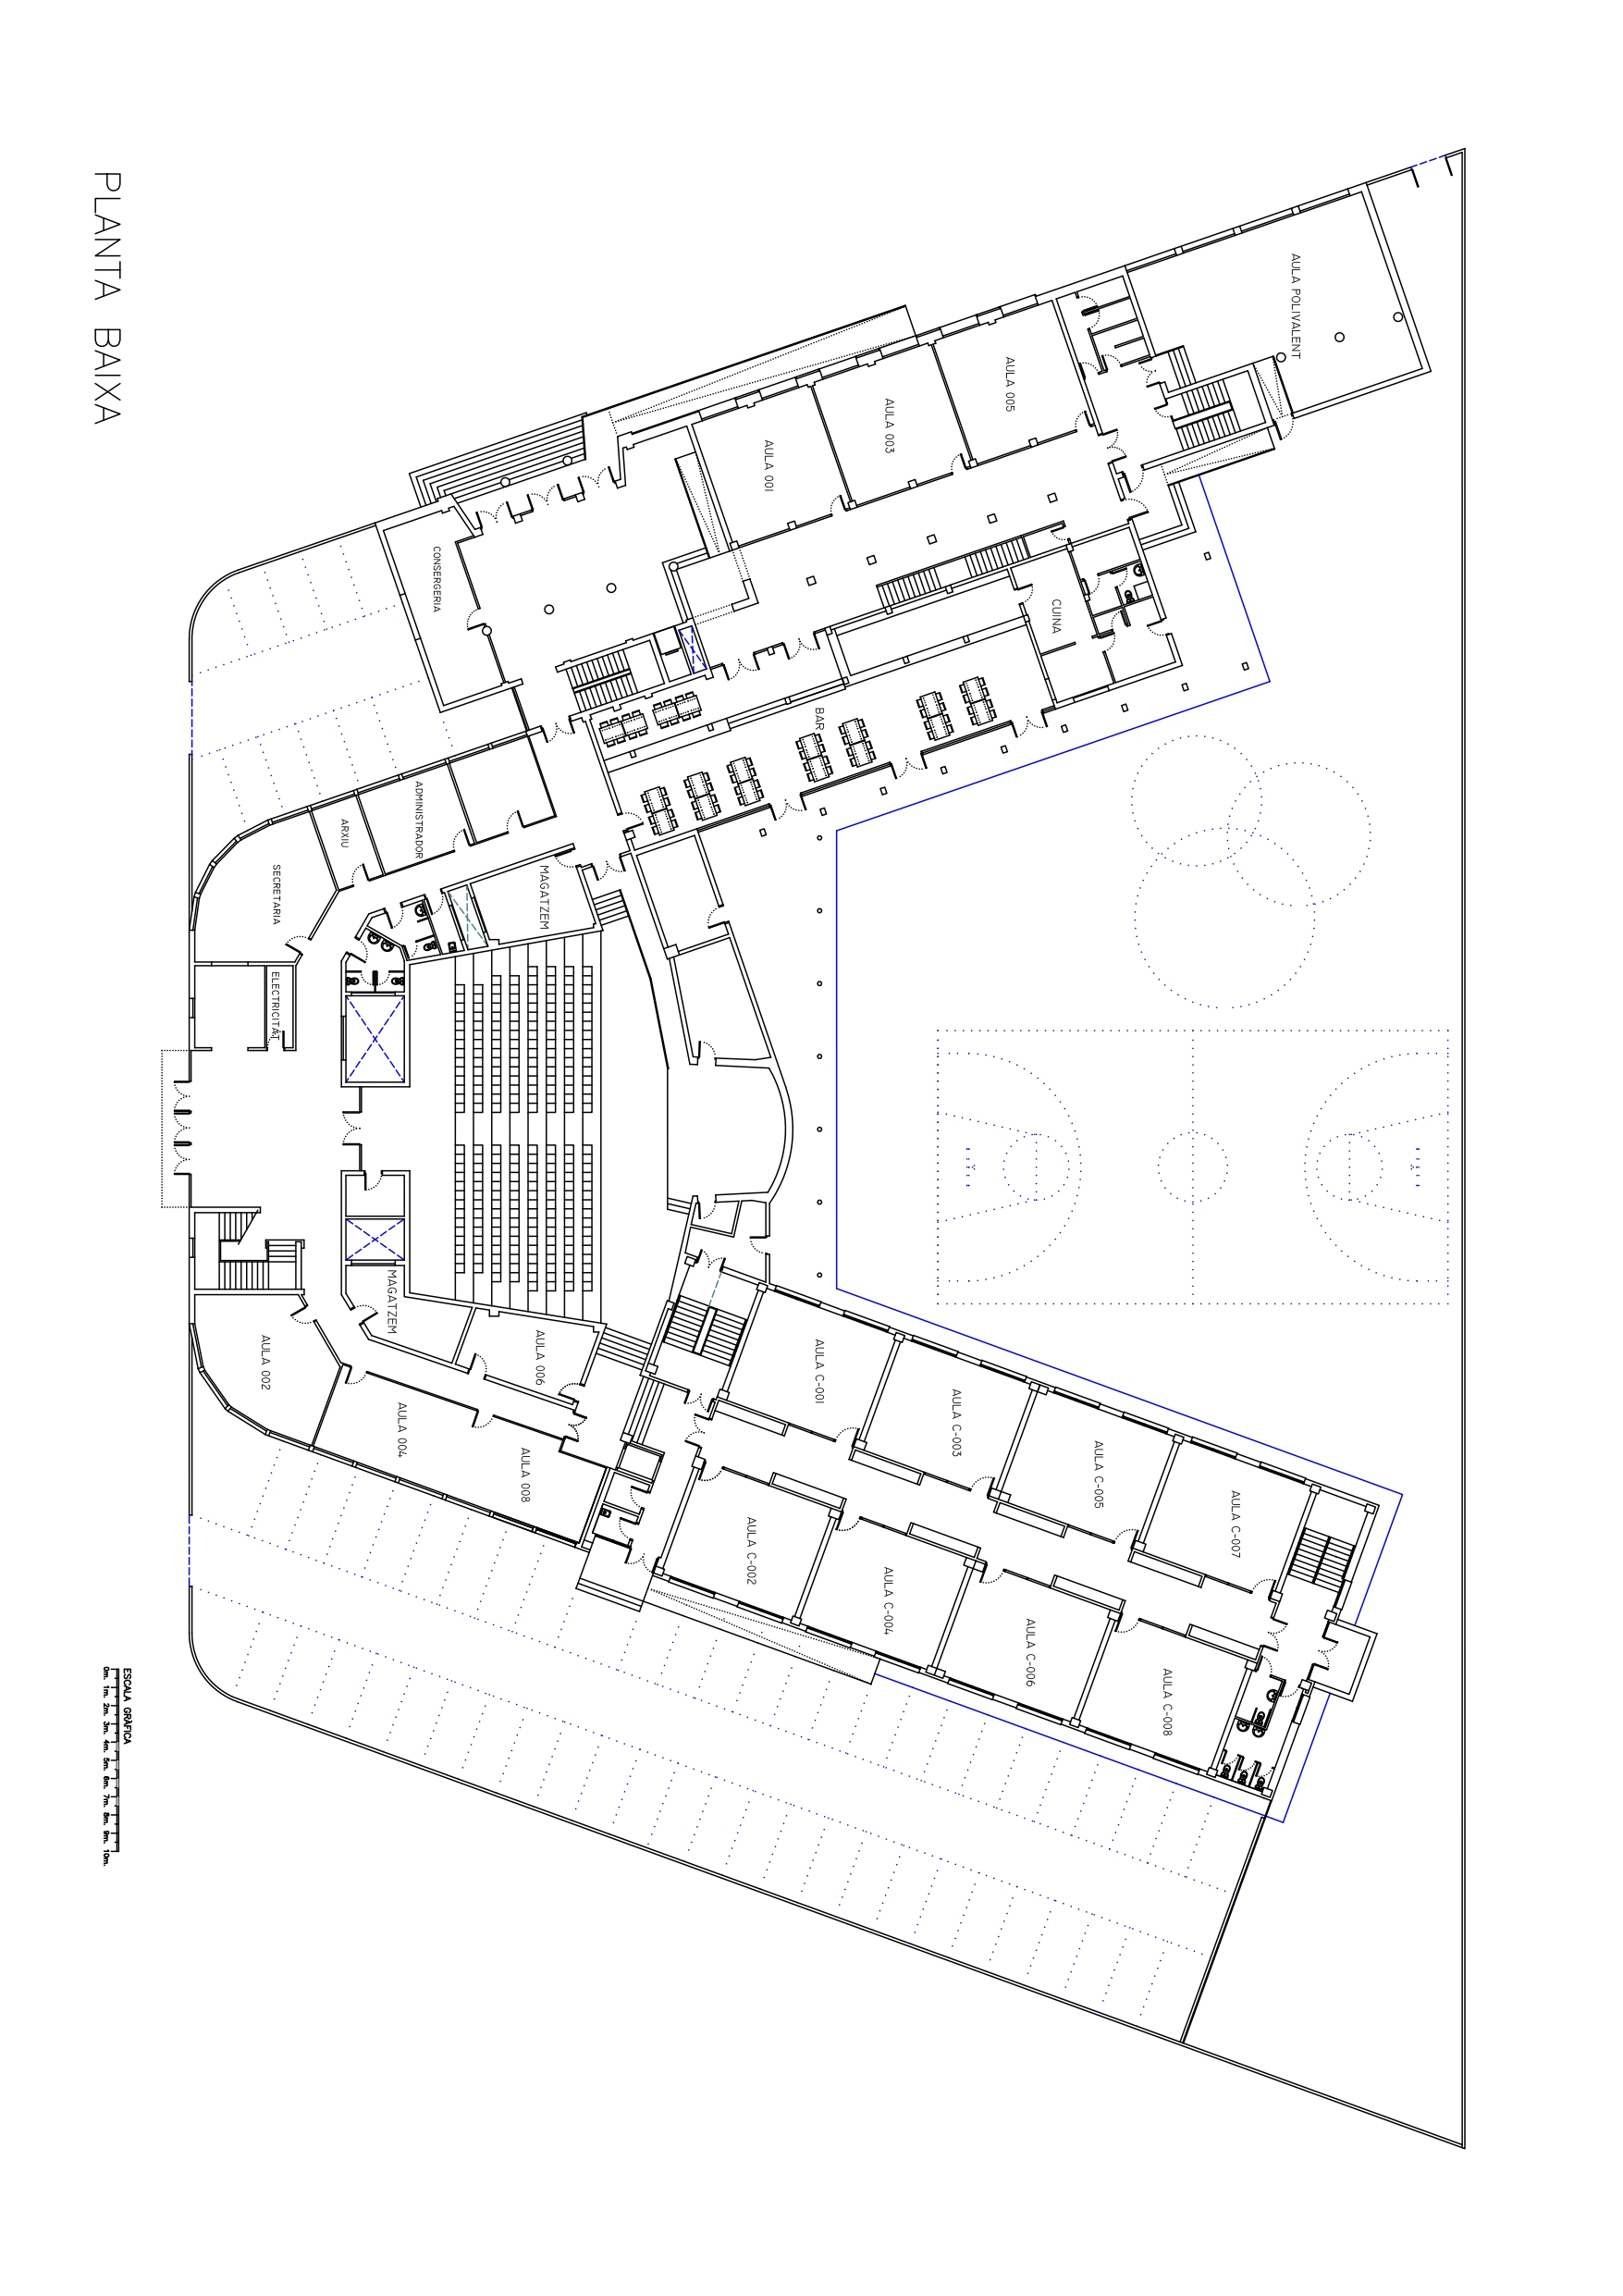 AULA POLIVALENT
AULA C-007
AULA C-008
AULA C-005
CUINA
AULA C-006
AULA 005
AULA C-003
AULA 003
AULA C-004
BAR
AULA C-001
AULA 001
AULA C-002
MAGATZEM
AULA 006
AULA 008
CONSERGERIA
ADMINISTRADOR
AULA 004
MAGATZEM
ARXIU
SECRETARIA
ELECTRICITAT
AULA 002
PLANTA BAIXA
ESCALA GRÀFICA
0m. 1m. 2m. 3m. 4m. 5m. 6m. 7m. 8m. 9m. 10m.